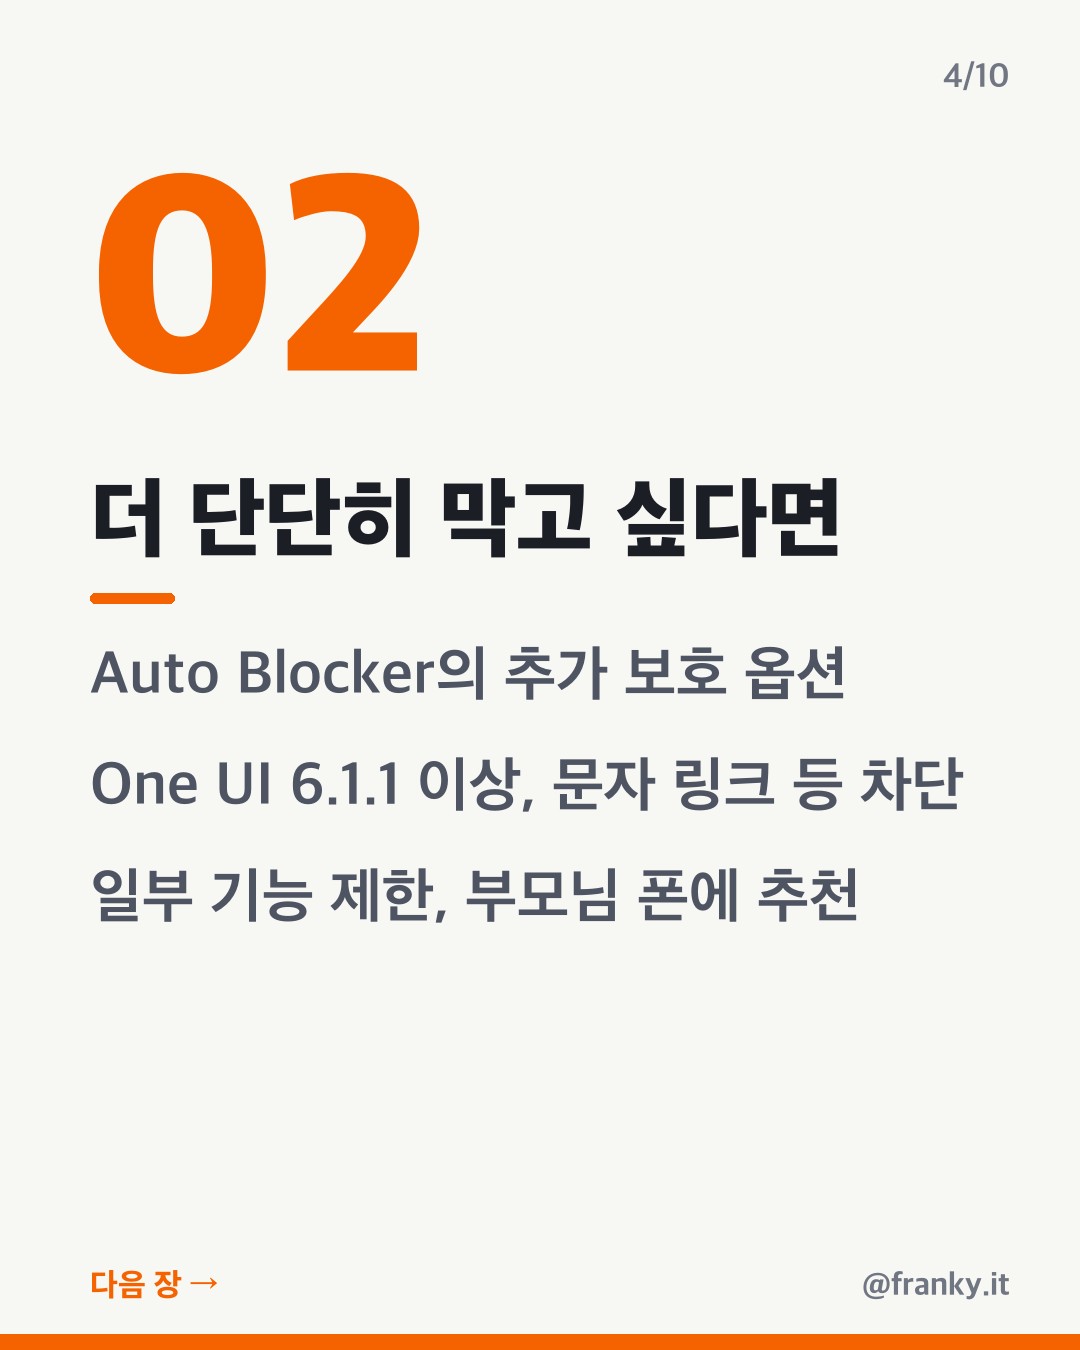 4/10
02
더 단단히 막고 싶다면
Auto Blocker의 추가 보호 옵션
One UI 6.1.1 이상, 문자 링크 등 차단
일부 기능 제한, 부모님 폰에 추천
다음 장 →
@franky.it